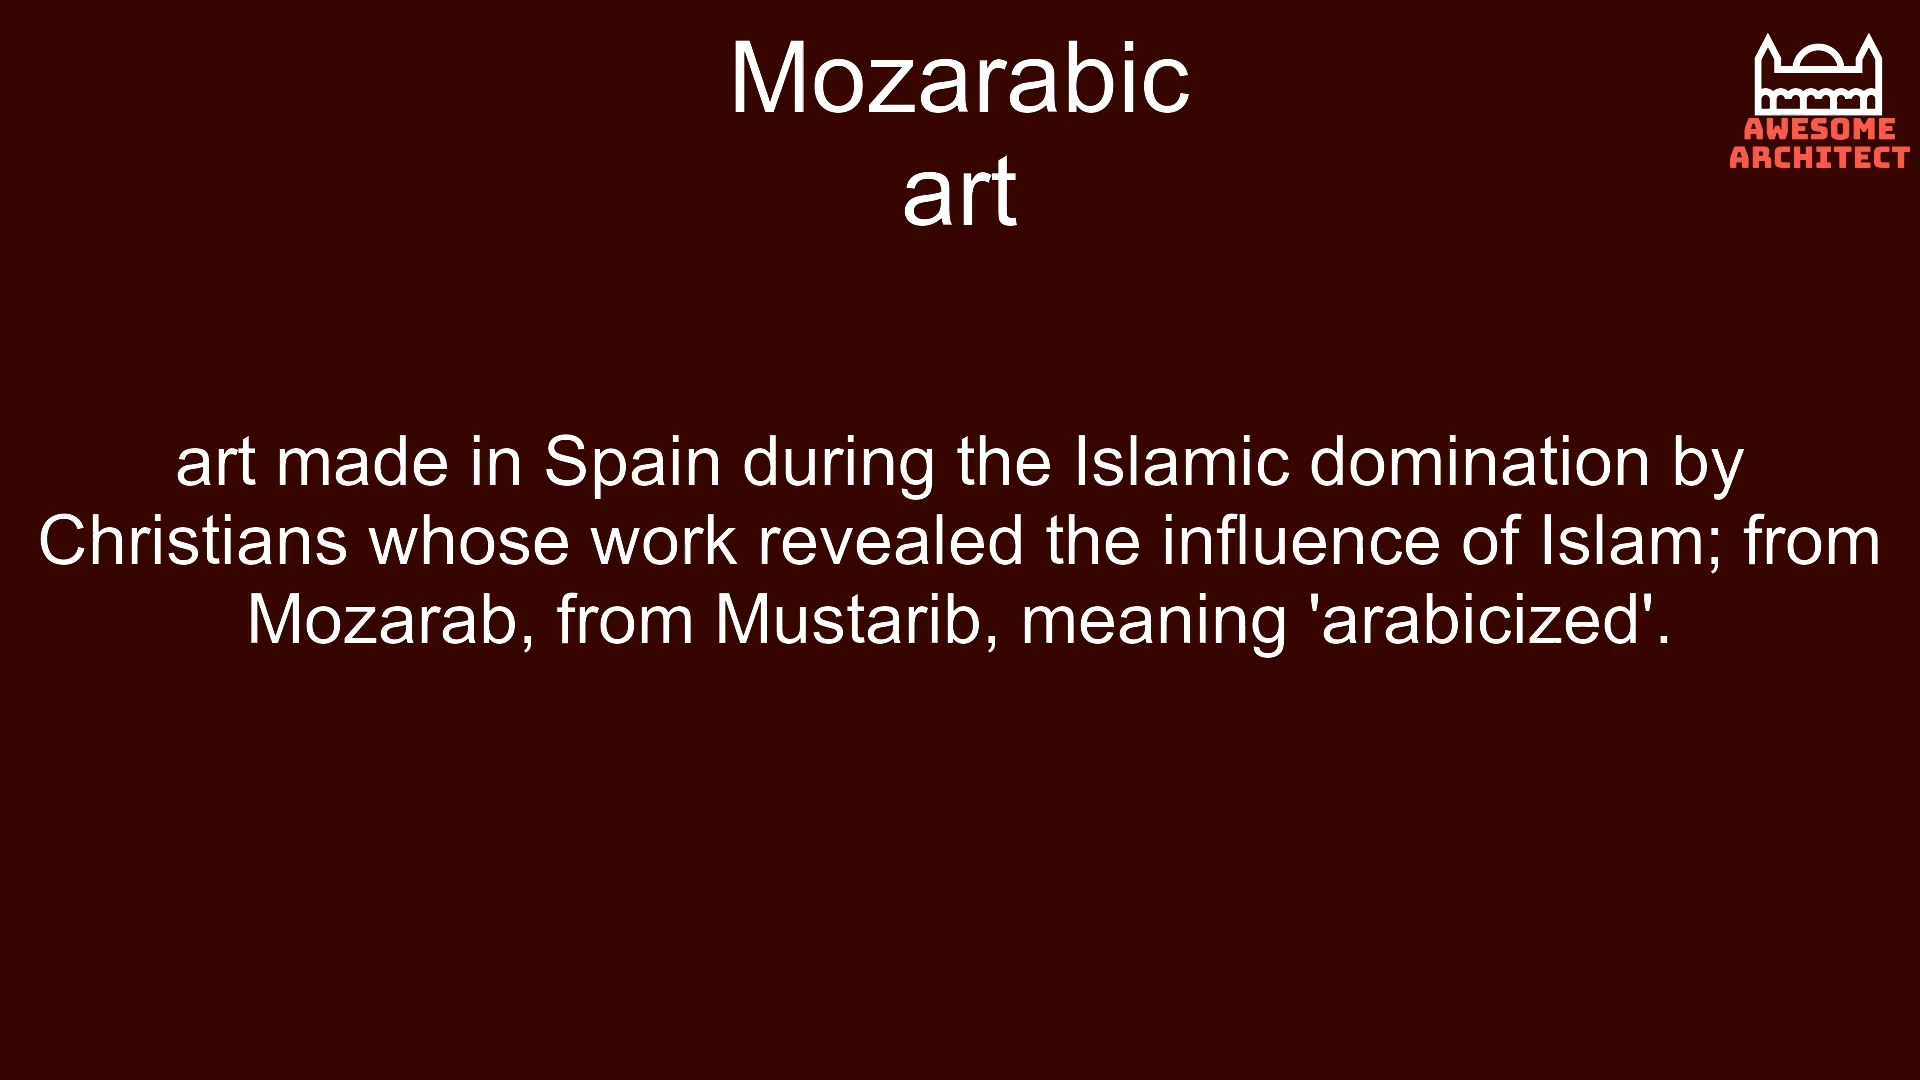 Mozarabic
art
AWESOME
ARCHITECT
art made in Spain during the Islamic domination by
Christians whose work revealed the influence of Islam; from
Mozarab, from Mustarib, meaning 'arabicized'.